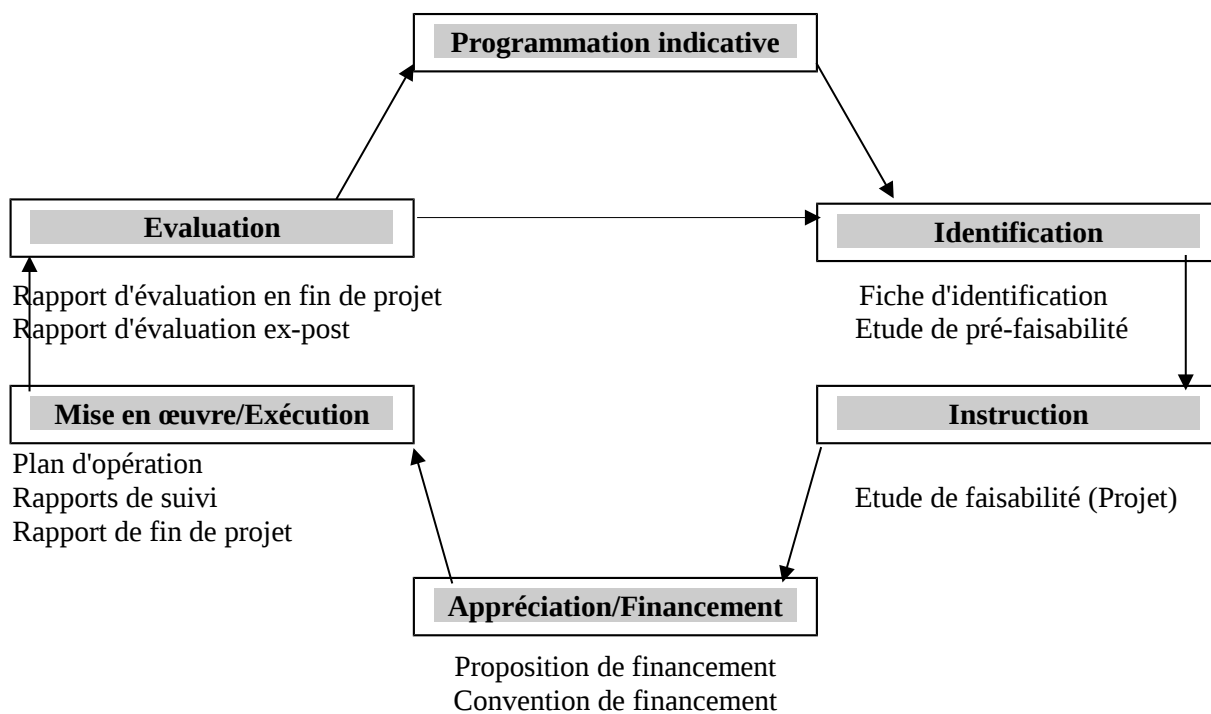 Programmation indicative
Evaluation
Identification
Rapport d'évaluation en fin de projet
Rapport d'évaluation ex-post
Fiche d'identification
Etude de pré-faisabilité
Mise en œuvre/Exécution
Instruction
Plan d'opération
Rapports de suivi
Rapport de fin de projet
Etude de faisabilité (Projet)
Appréciation/Financement
Proposition de financement
Convention de financement